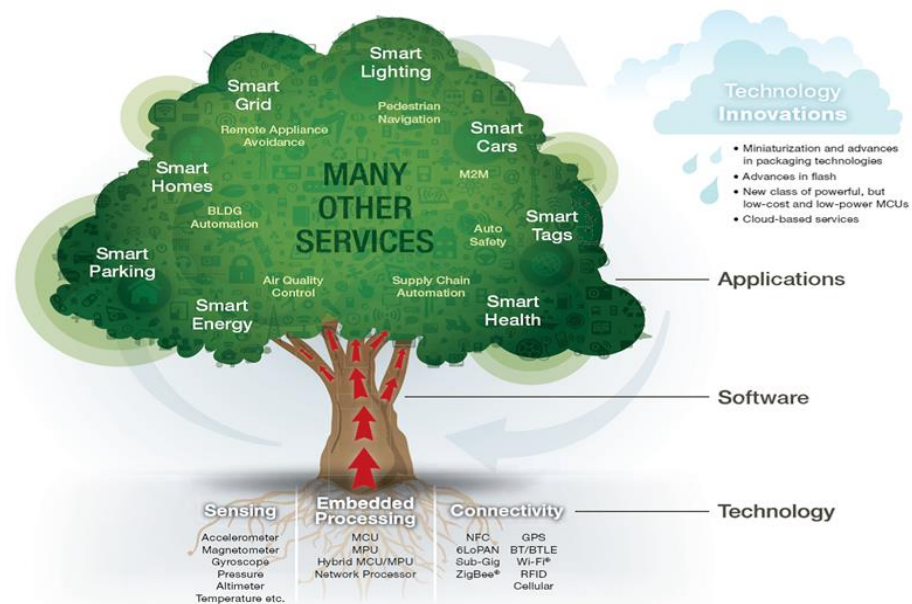 Smart
Lighting
Smart
Grid
Pedestrian
Navigation
Remote Appliance
Avoidance
Smart
Cars
Smart
Homes
MANY
OTHER
SERVICES
M2M
BLDG
Automation
Auto
Safety
Smart
Tags
Smart
Parking
Air Quality
Control
Supply Chain
Automation
Smart
Energy
Smart
Health
Technology
Innovations
• Miniaturization and advances
in packaging technologies
• Advances in flash
• New class of powerful, but
low-cost and low-power MCUs
• Cloud-based services
Applications
Software
Technology
Sensing
Accelerometer
Magnetometer
Gyroscope
Pressure
Altimeter
Temperature etc.
Embedded
Processing
MCU
MPU
Hybrid MCU/MPU
Network Processor
Connectivity
NFC
6LoPAN
Sub-Gig
ZigBee®
GPS
BT/BTLE
Wi-Fi®
RFID
Cellular